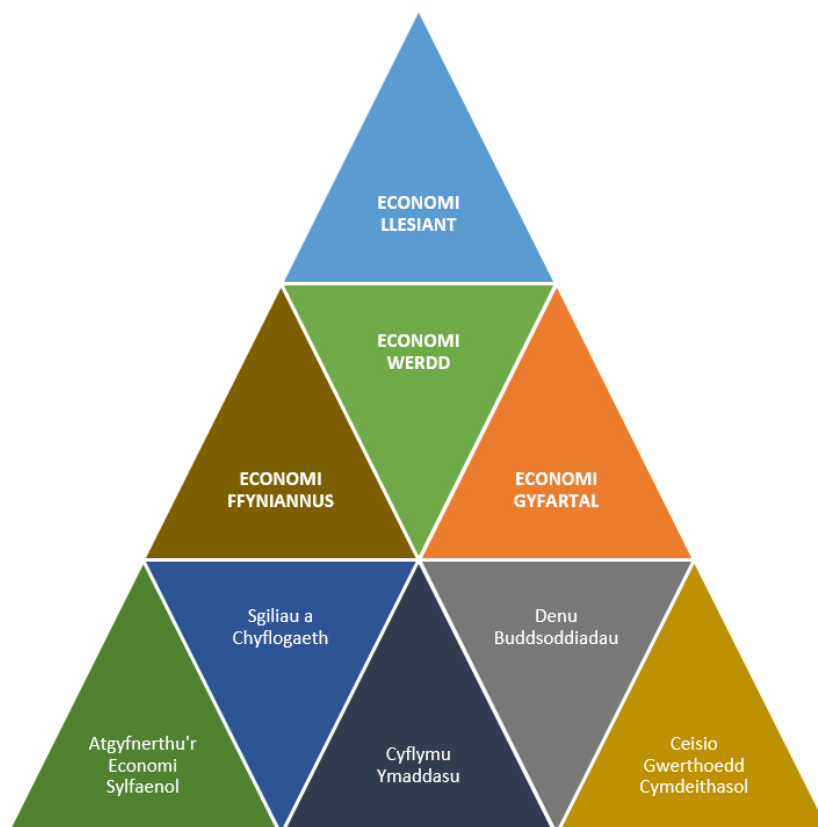 ECONOMI
LLESIANT
ECONOMI
WERDD
ECONOMI
FFYNIANNUS
ECONOMI
GYFARTAL
Sgiliau a
Chyflogaeth
Denu
Buddsoddiadau
Atgyfnerthu'r
Economi
Sylfaenol
Cyflymu
Ymaddasu
Ceisio
Gwerthoedd
Cymdeithasol